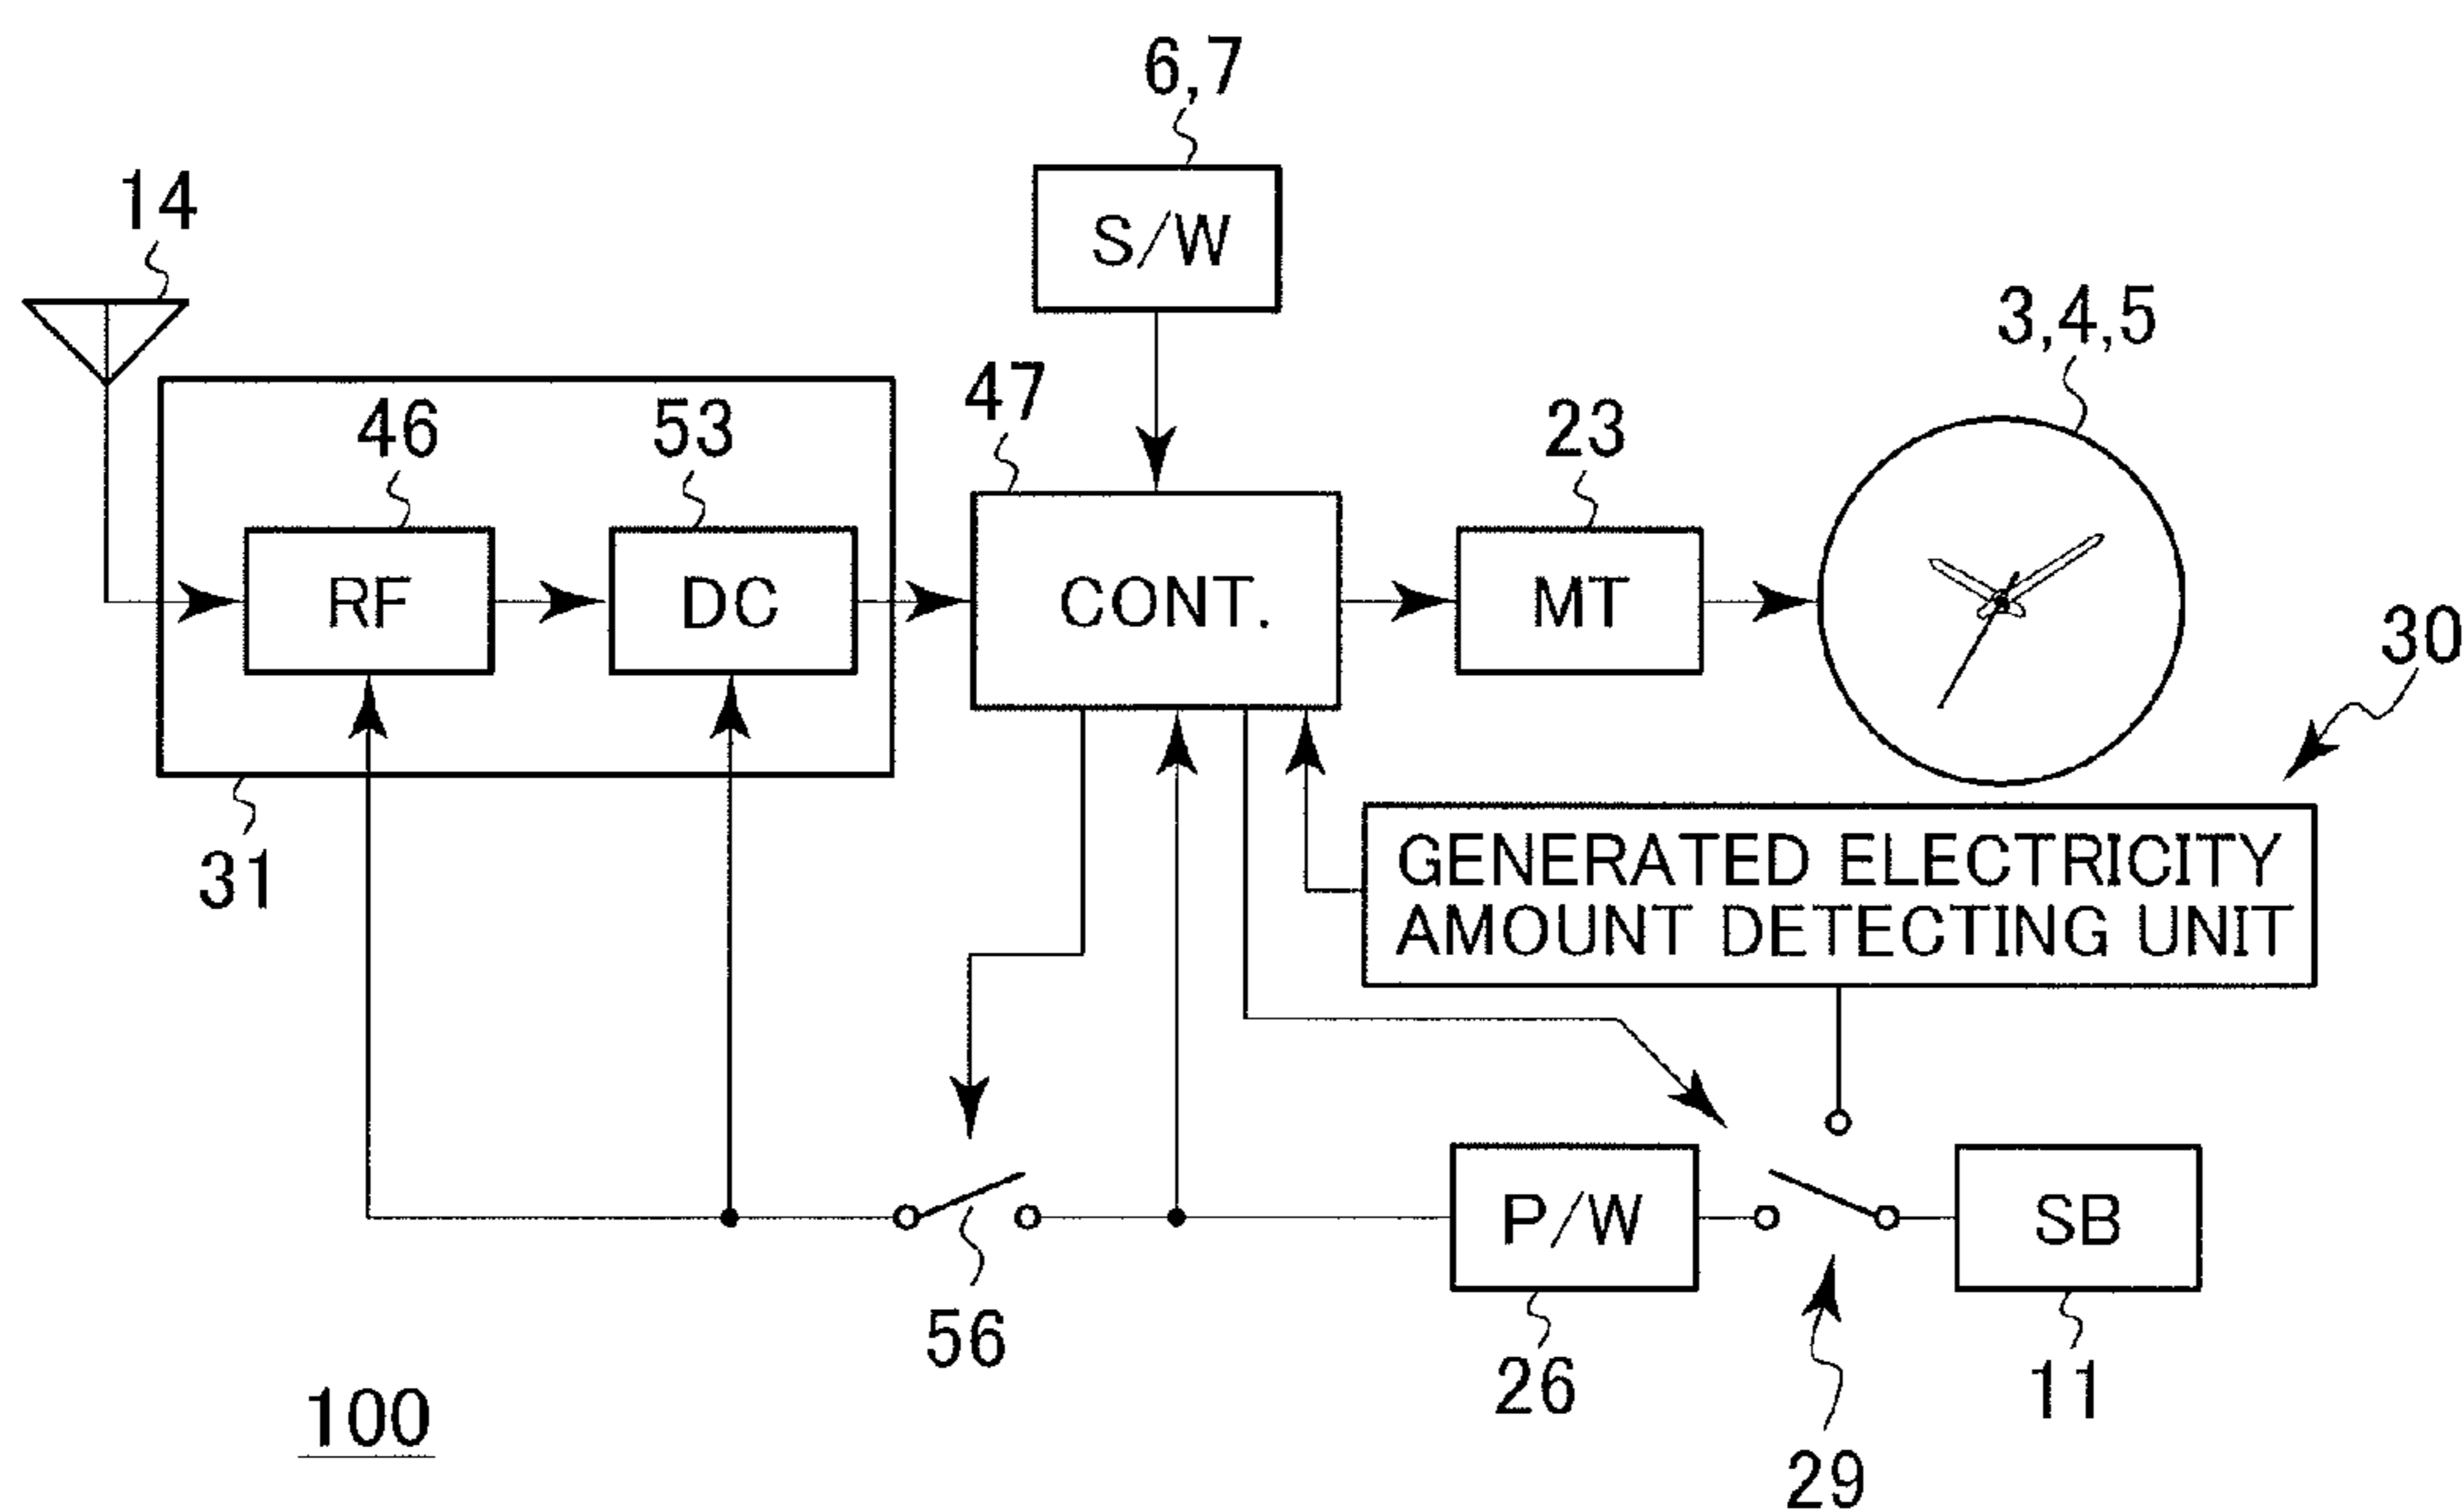 6,7
14
S/W
3,4,5
47
46
53
23
RF
DC
CONT.
MT
30
31
GENERATED ELECTRICITY
AMOUNT DETECTING UNIT
P/W
SB
56
26
11
100
29